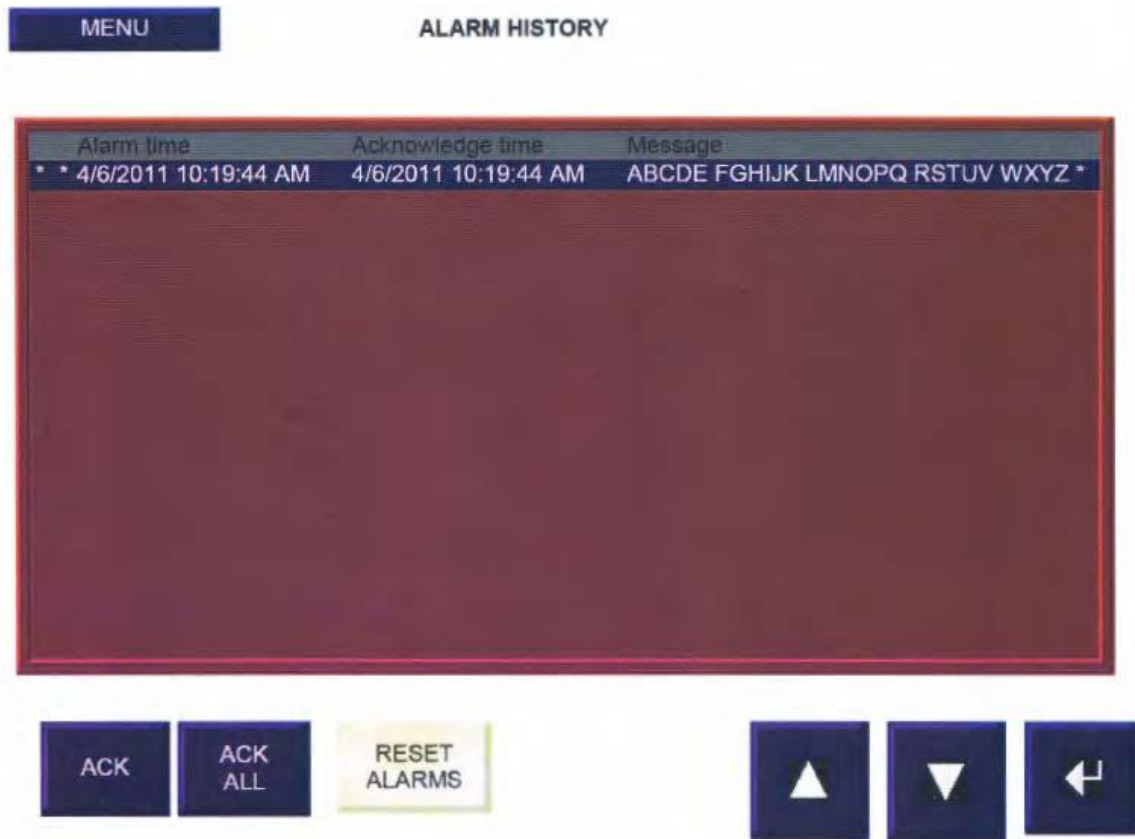 MENU
ALARM HISTORY
Alarm time Acknowledge time Message
* * 4/6/2011 10:19:44 AM 4/6/2011 10:19:44 AM ABCDE FGHIJK LMNOPQ RSTUV WXYZ *
ACK
ACK
ALL
RESET
ALARMS